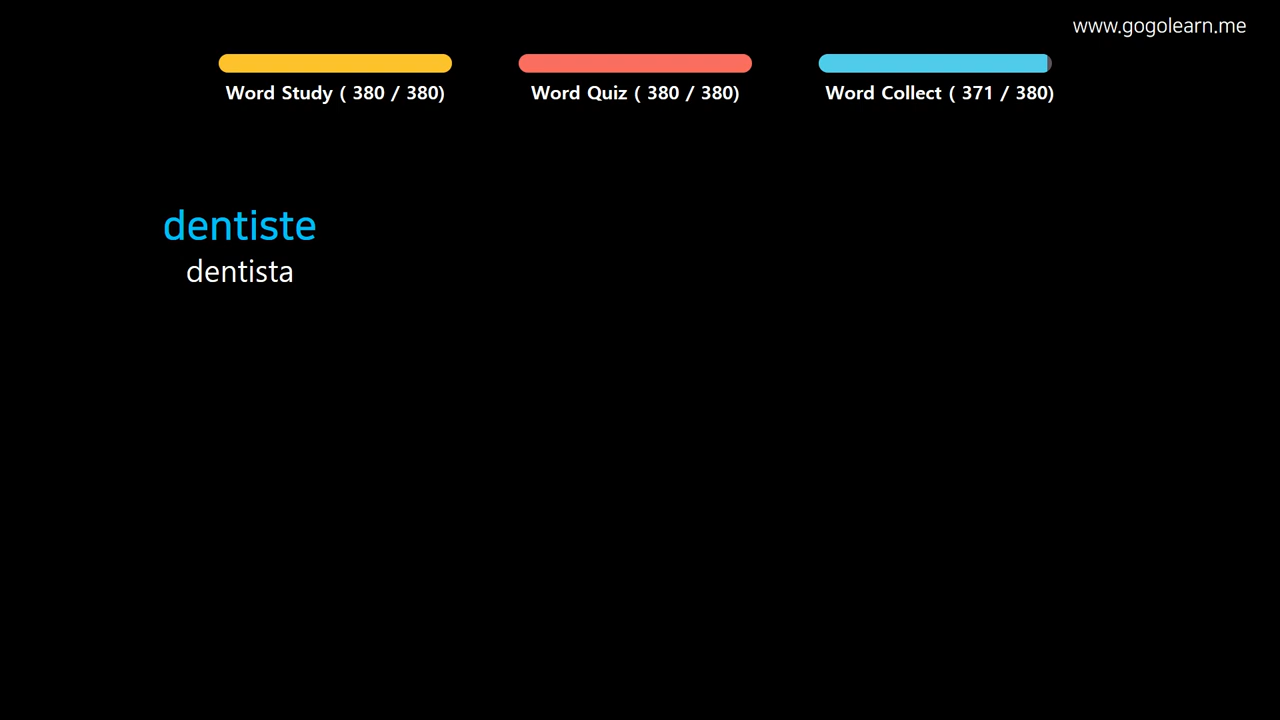 www.gogolearn.me
Word Study ( 380 / 380)
Word Quiz ( 380 / 380)
Word Collect ( 371 / 380)
dentiste
dentista